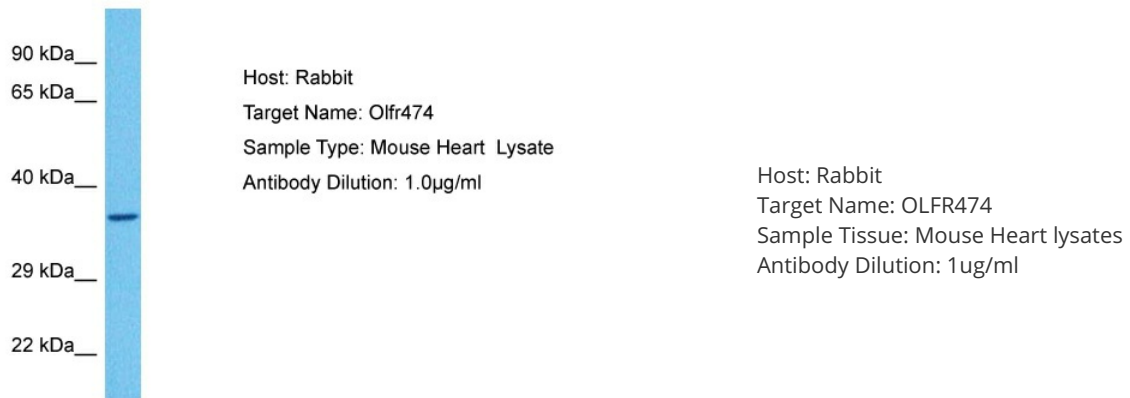 90 kDa__
65 kDa__
40 kDa__
29 kDa__
22 kDa__
Host: Rabbit
Target Name: Olfr474
Sample Type: Mouse Heart Lysate
Antibody Dilution: 1.0µg/ml
Host: Rabbit
Target Name: OLFR474
Sample Tissue: Mouse Heart lysates
Antibody Dilution: 1ug/ml